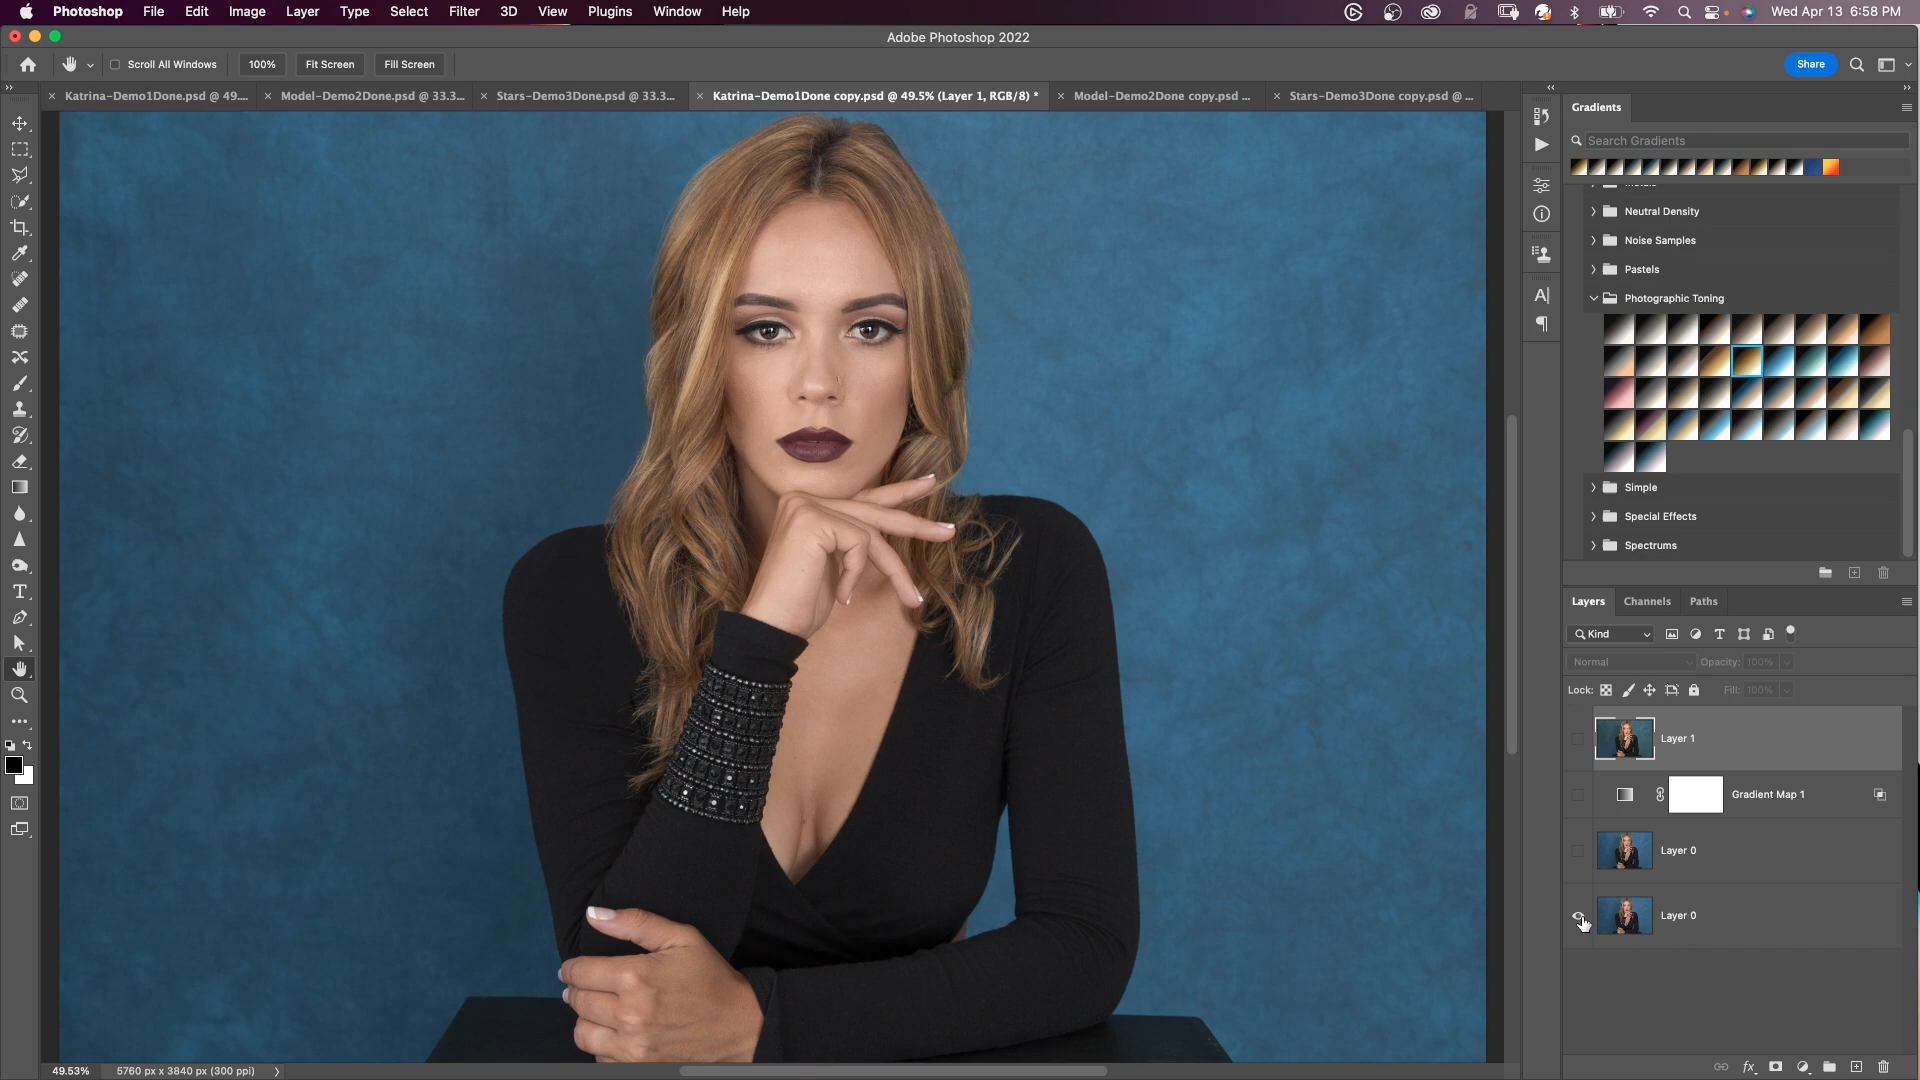 Photoshop File Edit Image Layer Type Select Filter 3D View Plugins Window Help Wed Apr 13 6:58 PM
Adobe Photoshop 2022
Scroll All Windows 100% Fit Screen Fill Screen Share
Katrina-Demo1Done.psd @ 49.... Model-Demo2Done.psd @ 33.3... Stars-Demo3Done.psd @ 33.3... Katrina-Demo1Done copy.psd @ 49.5% (Layer 1, RGB/8) * Model-Demo2Done copy.psd ... Stars-Demo3Done copy.psd @ ...
Gradients
Search Gradients
Neutral Density
Noise Samples
Pastels
Photographic Toning
Simple
Special Effects
Spectrums
Layers Channels Paths
Kind
Normal Opacity: 100%
Lock: Fill: 100%
Layer 1
Gradient Map 1
Layer 0
Layer 0
49.53% 5760 px x 3840 px (300 ppi)